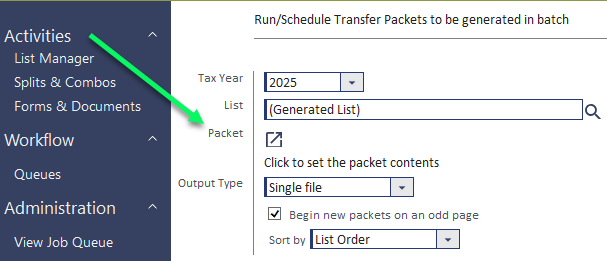 Activities
List Manager
Splits & Combos
Forms & Documents
Workflow
Queues
Administration
View Job Queue
Run/Schedule Transfer Packets to be generated in batch
Tax Year 2025
List (Generated List)
Packet
Click to set the packet contents
Output Type Single file
Begin new packets on an odd page
Sort by List Order